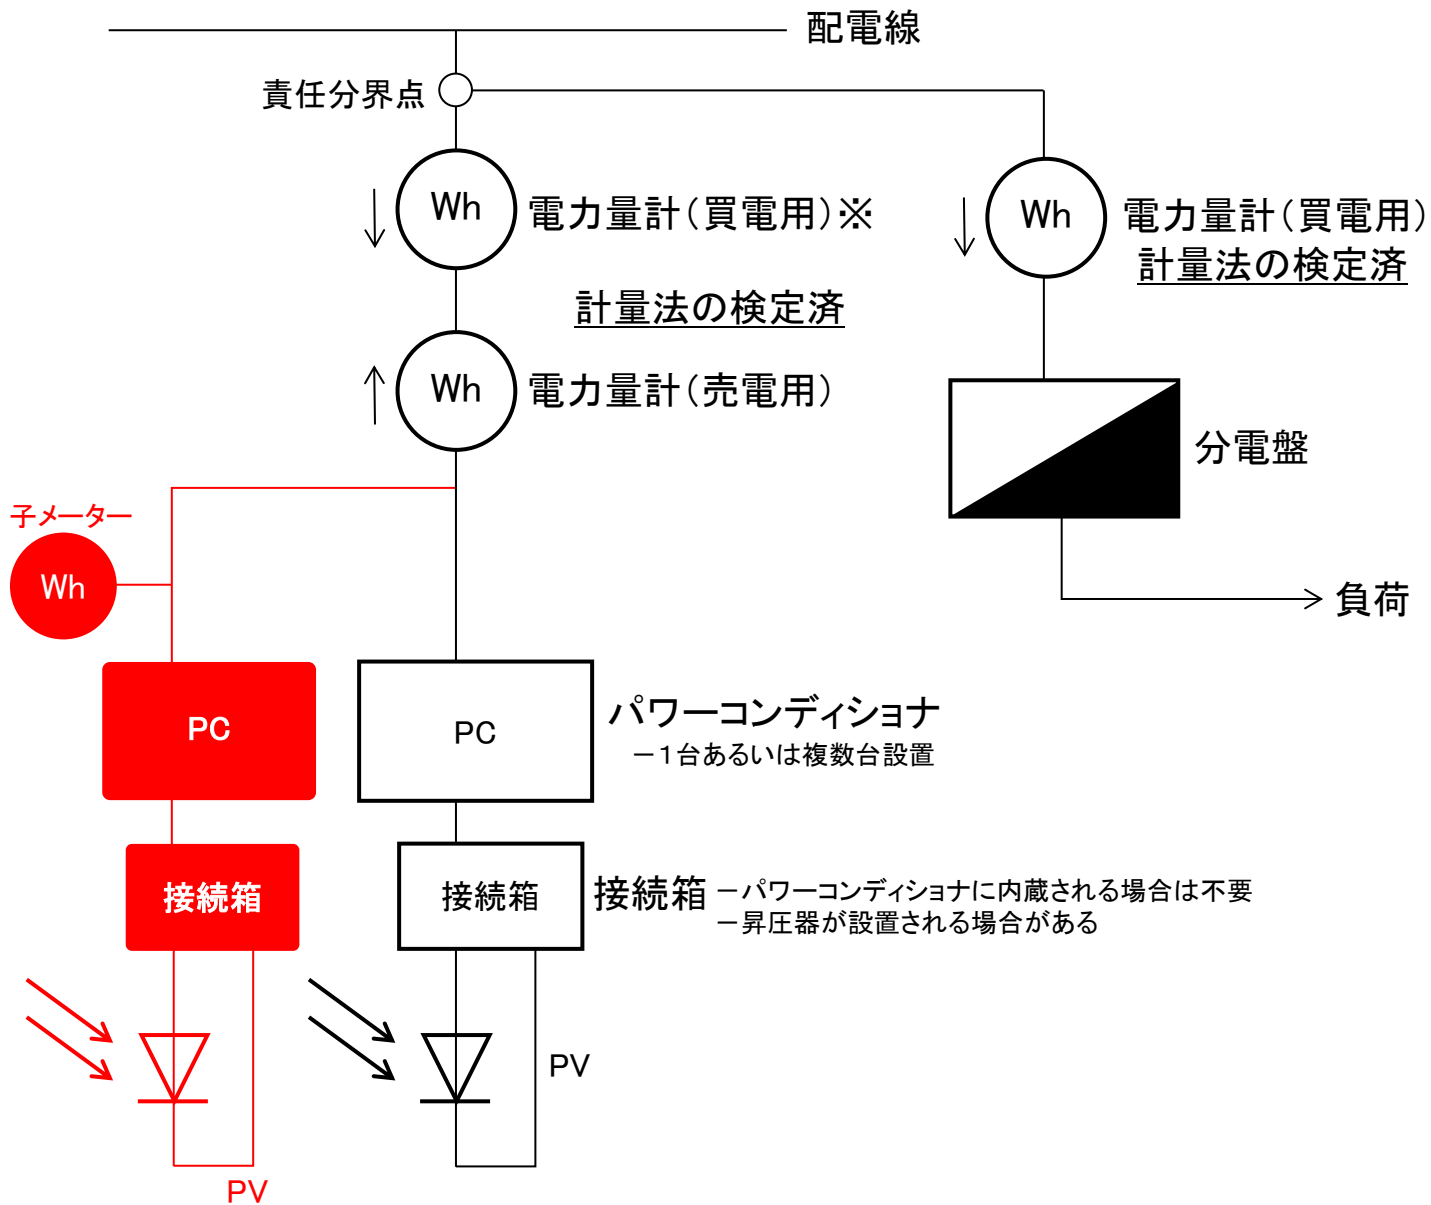 配電線
責任分界点
Wh
電力量計(買電用)※
Wh
電力量計(買電用)
計量法の検定済
計量法の検定済
Wh
電力量計(売電用)
分電盤
子メーター
Wh
負荷
PC
PC
パワーコンディショナ
－1台あるいは複数台設置
接続箱
接続箱
接続箱
－パワーコンディショナに内蔵される場合は不要
－昇圧器が設置される場合がある
PV
PV